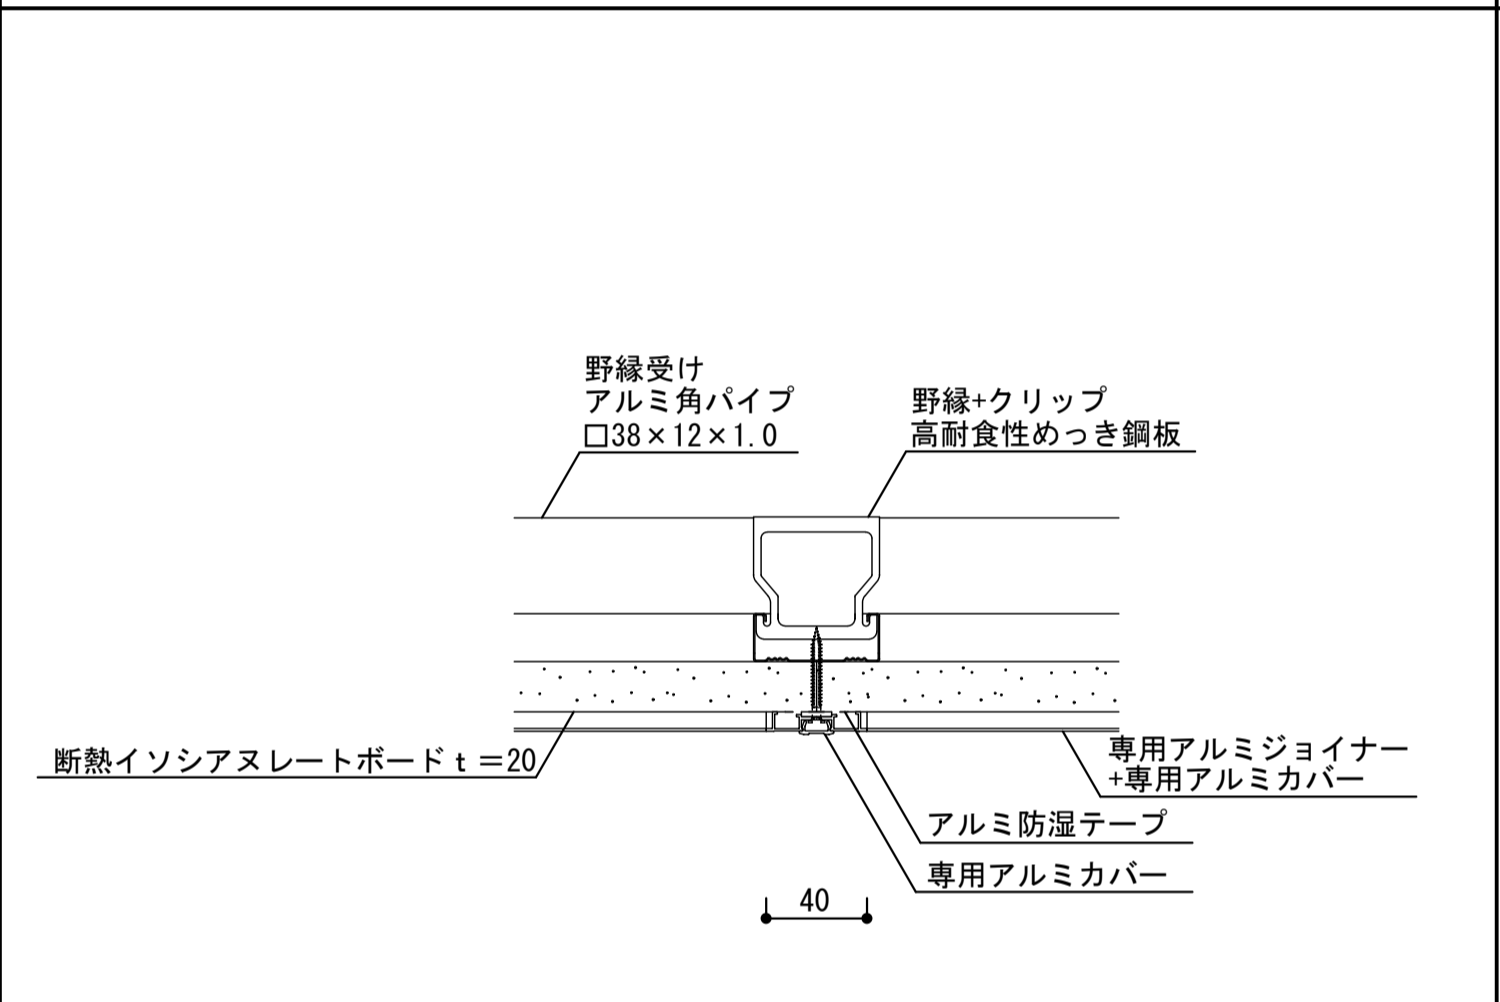 野縁受け
アルミ角パイプ
□38×12×1.0
野縁+クリップ
高耐食性めっき鋼板
断熱イソシアヌレートボードｔ＝20
専用アルミジョイナー
+専用アルミカバー
アルミ防湿テープ
専用アルミカバー
40